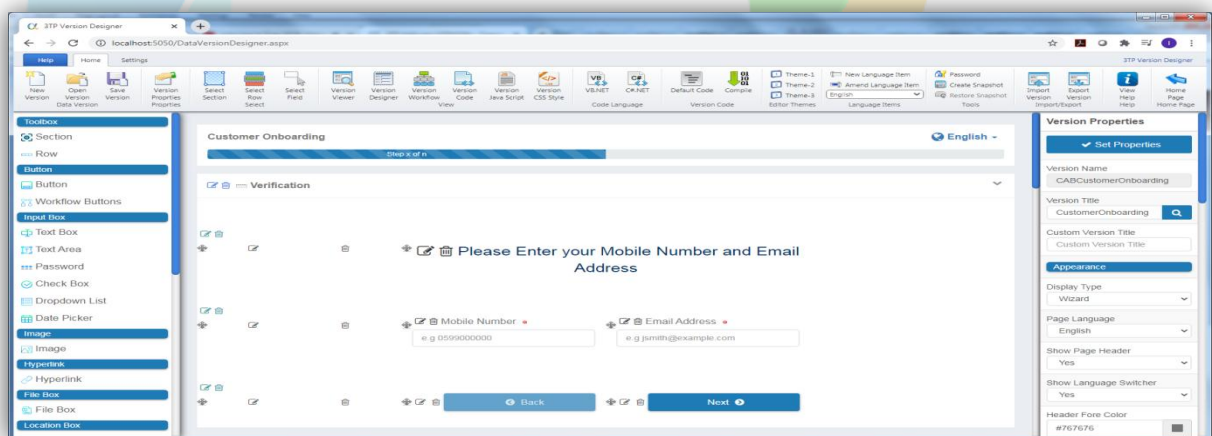 3TP Version Designer
localhost:5050/DataVersionDesigner.aspx
Help Home Settings
3TP Version Designer
New Version
Open Version
Save Version
Data Version
Version Proprties
Proprties
Select Section
Select Row
Select Field
Select
Version Viewer
Version Designer
Version Workflow
Version Code
Version Java Script
Version CSS Style
View
VB VB.NET
C# C#.NET
Code Language
Default Code
Compile
Version Code
Theme-1
Theme-2
Theme-3
Editor Themes
New Language Item
Amend Language Item
English
Language Items
Password
Create Snapshot
Restore Snapshot
Tools
Import Version
Export Version
Import/Export
View Help
Help
Home Page
Home Page
Toolbox
Section
Row
Button
Button
Workflow Buttons
Input Box
Text Box
Text Area
Password
Check Box
Dropdown List
Date Picker
Image
Image
Hyperlink
Hyperlink
File Box
File Box
Location Box
Customer Onboarding
English
Step x of n
Verification
Please Enter your Mobile Number and Email
Address
Mobile Number * Email Address *
e.g 0599000000 e.g jsmith@example.com
Back Next
Version Properties
Set Properties
Version Name
CABCustomerOnboarding
Version Title
CustomerOnboarding
Custom Version Title
Custom Version Title
Appearance
Display Type
Wizard
Page Language
English
Show Page Header
Yes
Show Language Switcher
Yes
Header Fore Color
#767676